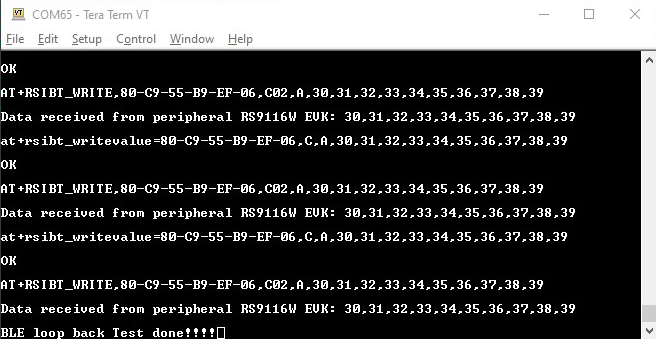 VT
COM65 - Tera Term VT
File Edit Setup Control Window Help
OK
AT+RSIBT_WRITE,80-C9-55-B9-EF-06,C02,A,30,31,32,33,34,35,36,37,38,39
Data received from peripheral RS9116W EVK: 30,31,32,33,34,35,36,37,38,39
at+rsibt_writevalue=80-C9-55-B9-EF-06,C,A,30,31,32,33,34,35,36,37,38,39
OK
AT+RSIBT_WRITE,80-C9-55-B9-EF-06,C02,A,30,31,32,33,34,35,36,37,38,39
Data received from peripheral RS9116W EVK: 30,31,32,33,34,35,36,37,38,39
at+rsibt_writevalue=80-C9-55-B9-EF-06,C,A,30,31,32,33,34,35,36,37,38,39
OK
AT+RSIBT_WRITE,80-C9-55-B9-EF-06,C02,A,30,31,32,33,34,35,36,37,38,39
Data received from peripheral RS9116W EVK: 30,31,32,33,34,35,36,37,38,39
BLE loop back Test done!!!!